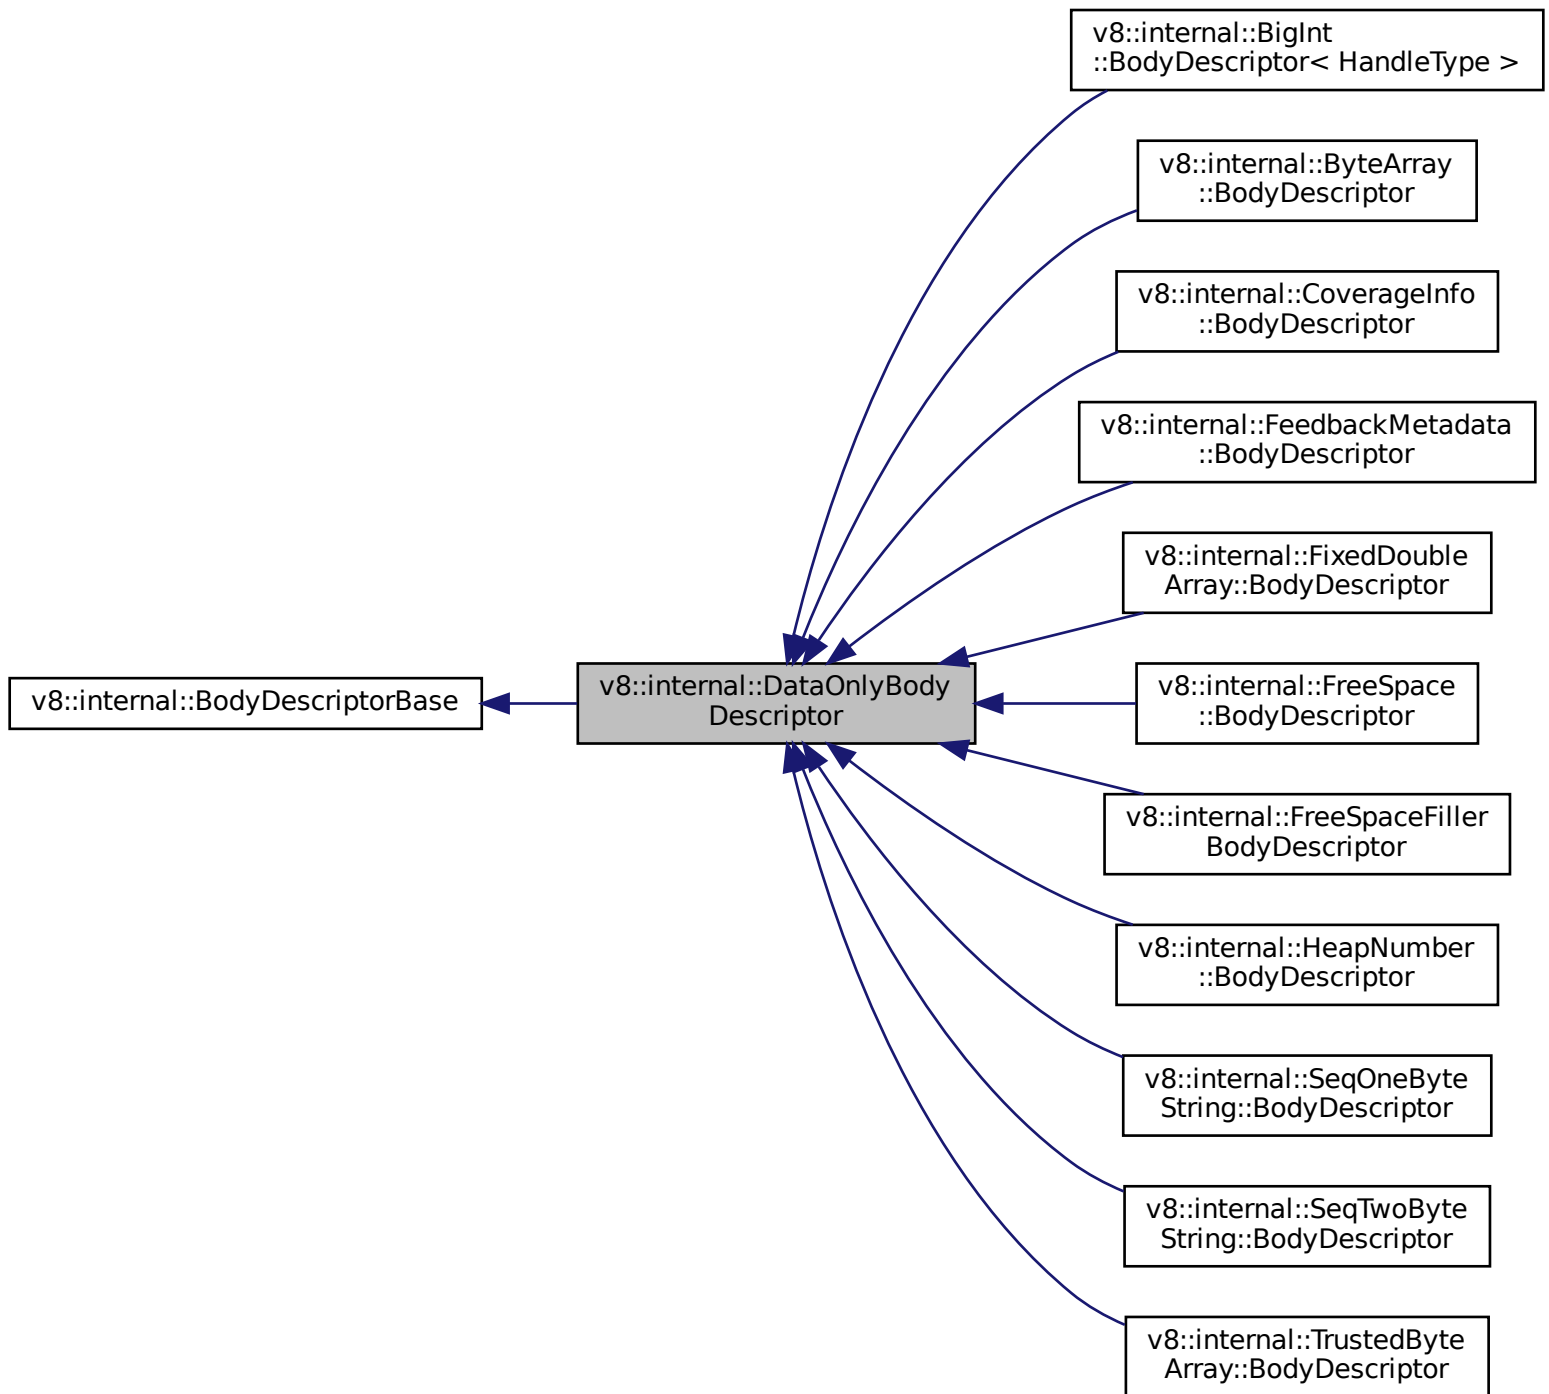 v8::internal::BigInt
::BodyDescriptor< HandleType >
v8::internal::ByteArray
::BodyDescriptor
v8::internal::CoverageInfo
::BodyDescriptor
v8::internal::FeedbackMetadata
::BodyDescriptor
v8::internal::FixedDouble
Array::BodyDescriptor
v8::internal::BodyDescriptorBase
v8::internal::DataOnlyBody
Descriptor
v8::internal::FreeSpace
::BodyDescriptor
v8::internal::FreeSpaceFiller
BodyDescriptor
v8::internal::HeapNumber
::BodyDescriptor
v8::internal::SeqOneByte
String::BodyDescriptor
v8::internal::SeqTwoByte
String::BodyDescriptor
v8::internal::TrustedByte
Array::BodyDescriptor